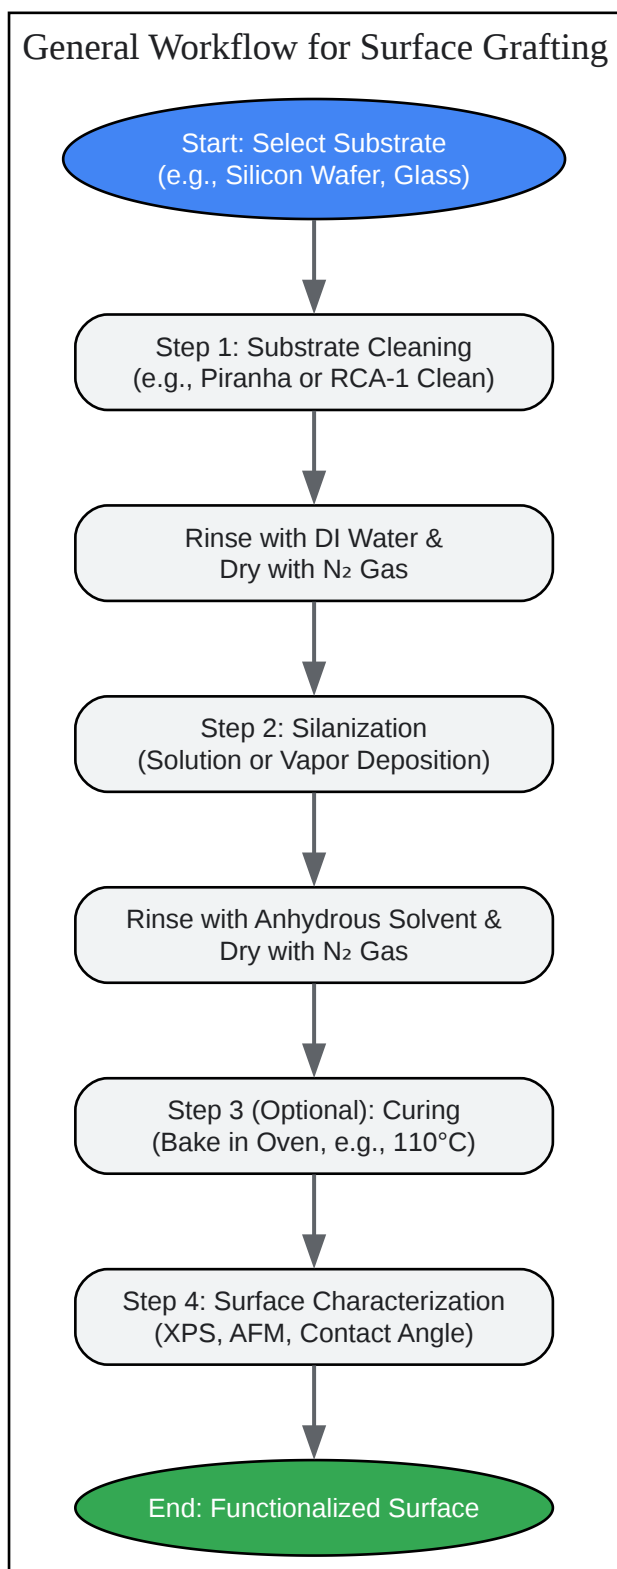 General Workflow for Surface Grafting
Start: Select Substrate
(e.g., Silicon Wafer, Glass)
Step 1: Substrate Cleaning
(e.g., Piranha or RCA-1 Clean)
Rinse with DI Water &
Dry with N₂ Gas
Step 2: Silanization
(Solution or Vapor Deposition)
Rinse with Anhydrous Solvent &
Dry with N₂ Gas
Step 3 (Optional): Curing
(Bake in Oven, e.g., 110°C)
Step 4: Surface Characterization
(XPS, AFM, Contact Angle)
End: Functionalized Surface